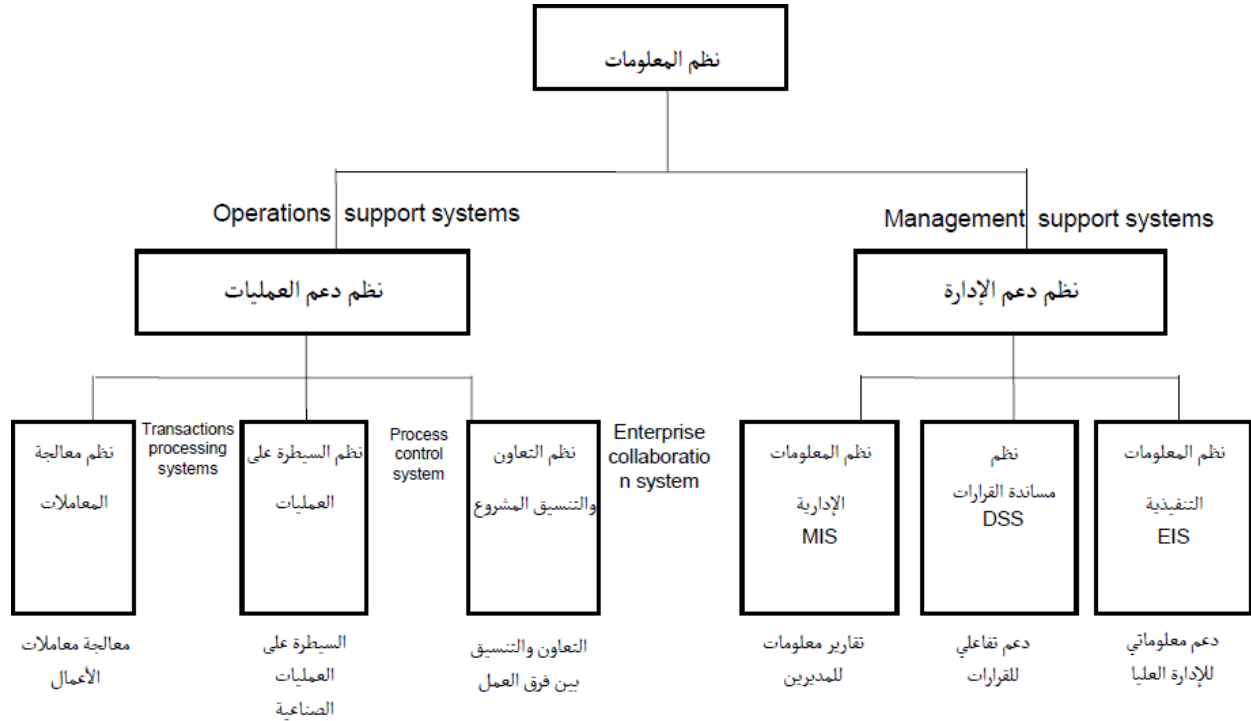 نظم المعلومات
Operations support systems
Management support systems
نظم دعم العمليات
نظم دعم الإدارة
نظم معالجة
المعاملات
Transactions
processing
systems
نظم السيطرة على
العمليات
Process
control
system
نظم التعاون
والتنسيق المشروع
Enterprise
collaboratio
n system
نظم المعلومات
الإدارية
MIS
نظم
مساندة القرارات
DSS
نظم المعلومات
التنفيذية
EIS
معالجة معاملات
الأعمال
السيطرة على
العمليات
الصناعية
التعاون والتنسيق
بين فرق العمل
تقارير معلومات
للمديرين
دعم تفاعلي
للقرارات
دعم معلوماتي
للإدارة العليا